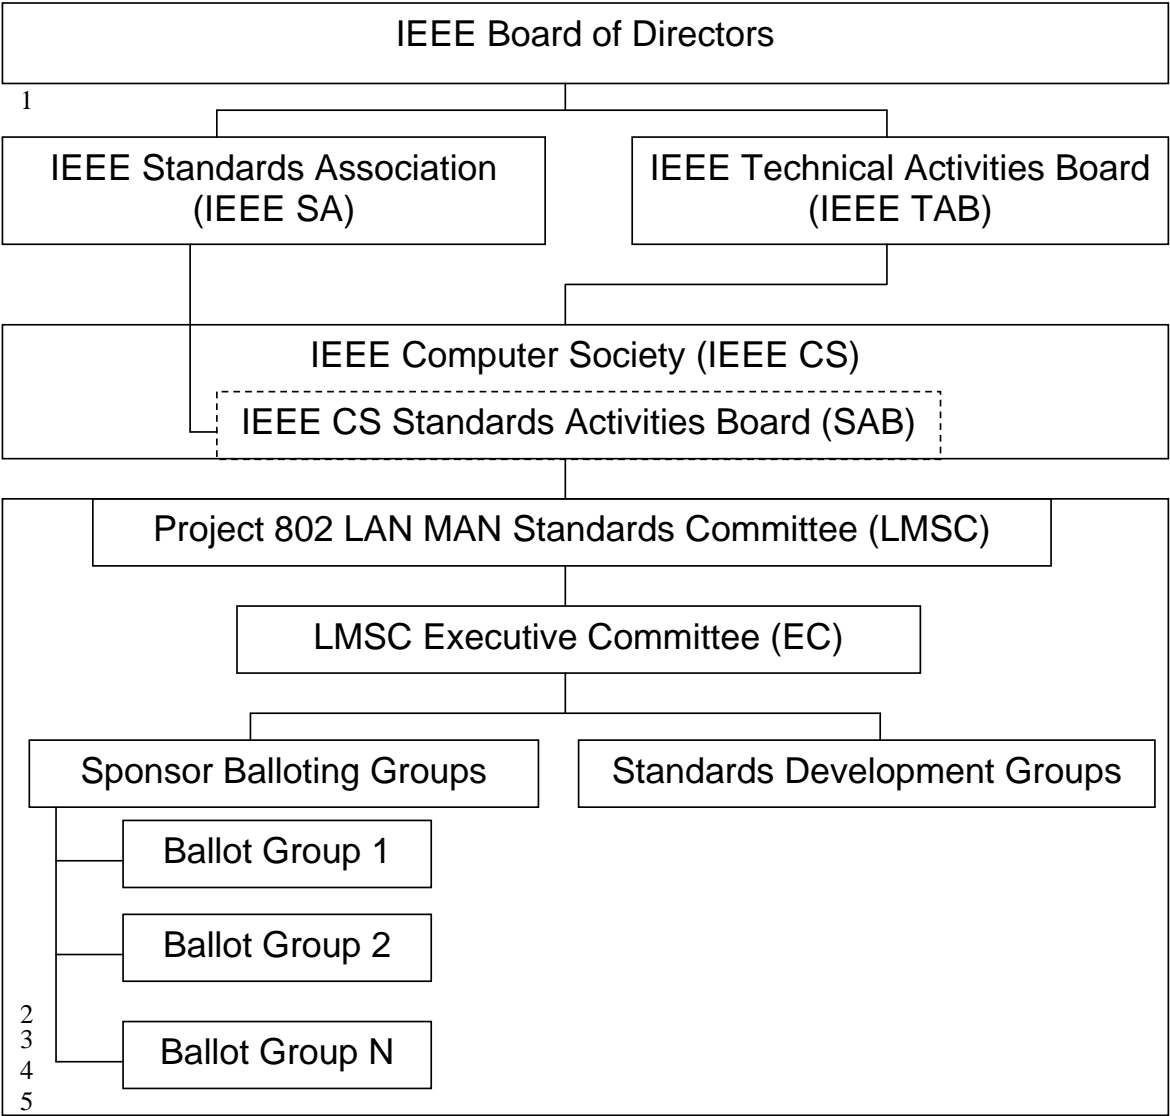 IEEE Board of Directors
1
IEEE Standards Association
(IEEE SA)
IEEE Technical Activities Board
(IEEE TAB)
IEEE Computer Society (IEEE CS)
IEEE CS Standards Activities Board (SAB)
Project 802 LAN MAN Standards Committee (LMSC)
LMSC Executive Committee (EC)
Sponsor Balloting Groups
Standards Development Groups
Ballot Group 1
Ballot Group 2
2
3
Ballot Group N
4
5